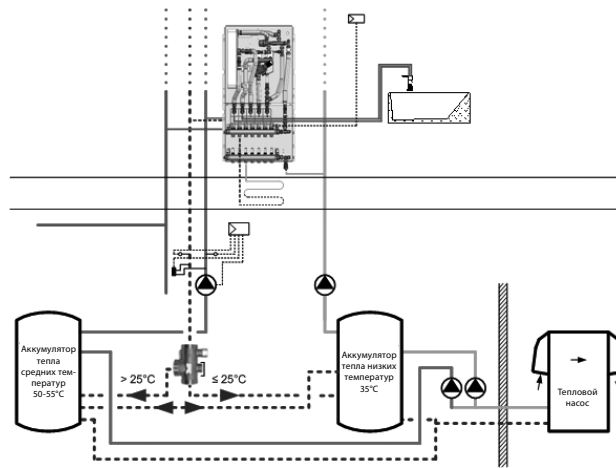 Аккумулятор
тепла
средних тем-
ператур
50-55°C
> 25°C
≤ 25°C
Аккумулятор
тепла низких
температур
35°C
Тепловой
насос